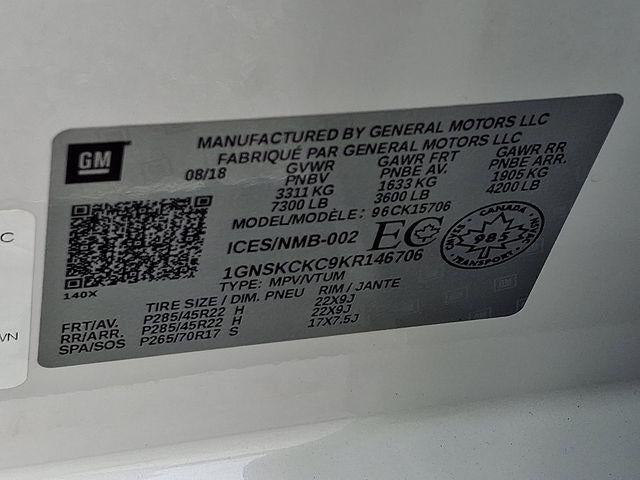 GM
MANUFACTURED BY GENERAL MOTORS LLC
FABRIQUÉ PAR GENERAL MOTORS LLC
08/18 GVWR GAWR FRT GAWR RR
PNBV PNBE AV. PNBE ARR.
3311 KG 1633 KG 1905 KG
7300 LB 3600 LB 4200 LB
MODEL/MODÈLE: 96CK15706
ICES/NMB-002 EC
CANADA
985
TRANSPORT
1GNSKCKC9KR146706
TYPE: MPV/VTUM
140X
TIRE SIZE / DIM. PNEU RIM / JANTE
FRT/AV. P285/45R22 H 22X9J
RR/ARR. P285/45R22 H 22X9J
SPA/SOS P265/70R17 S 17X7.5J
C
WN